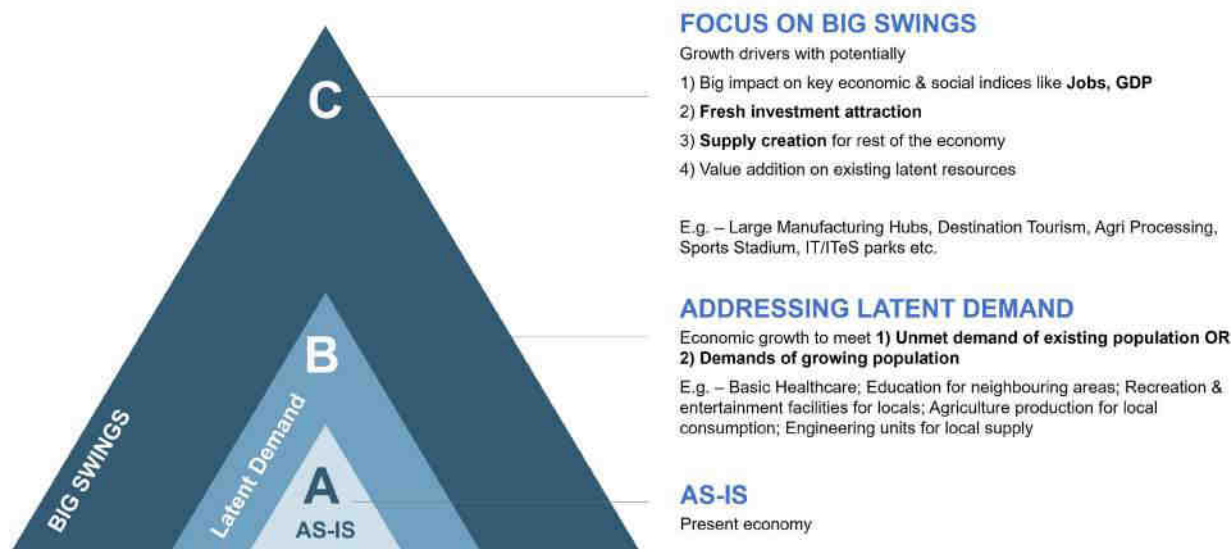 C
B
A
AS-IS
BIG SWINGS
Latent Demand
FOCUS ON BIG SWINGS
Growth drivers with potentially
1) Big impact on key economic & social indices like Jobs, GDP
2) Fresh investment attraction
3) Supply creation for rest of the economy
4) Value addition on existing latent resources
E.g. – Large Manufacturing Hubs, Destination Tourism, Agri Processing,
Sports Stadium, IT/ITeS parks etc.
ADDRESSING LATENT DEMAND
Economic growth to meet 1) Unmet demand of existing population OR
2) Demands of growing population
E.g. – Basic Healthcare; Education for neighbouring areas; Recreation &
entertainment facilities for locals; Agriculture production for local
consumption; Engineering units for local supply
AS-IS
Present economy